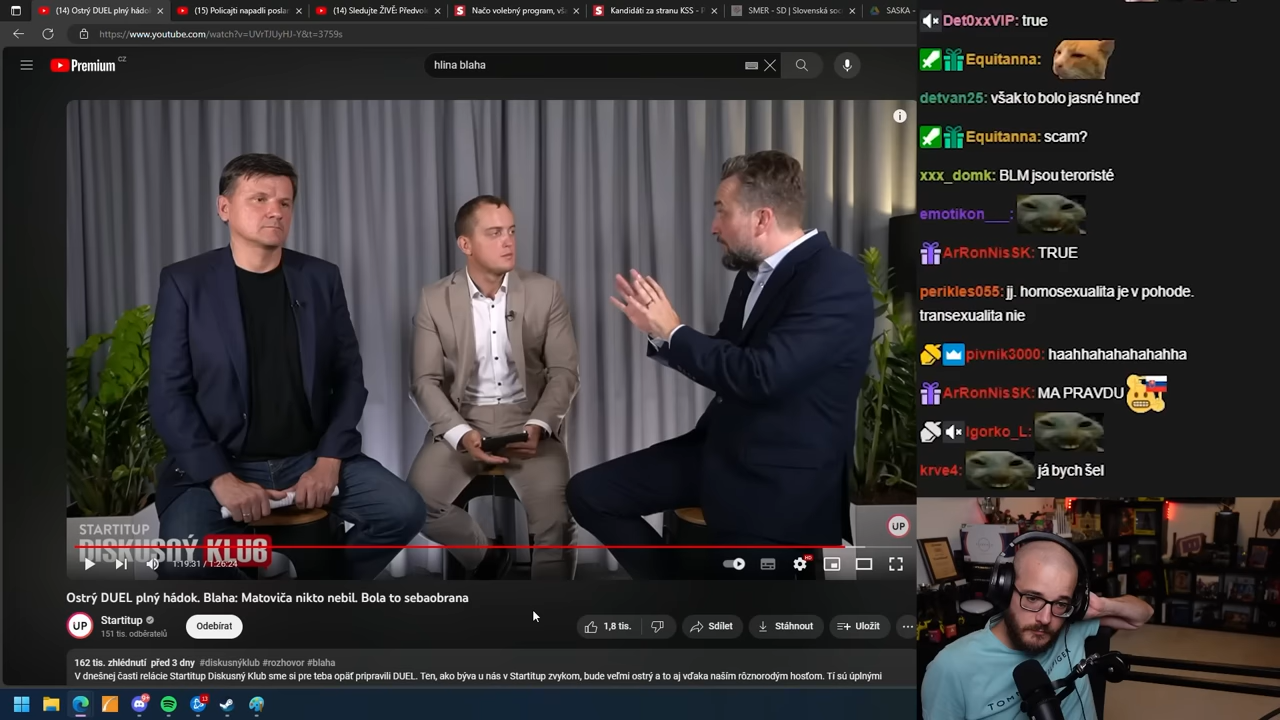 (14) Ostrý DUEL plný hádok
(15) Policajti napadli poslan
(14) Sledujte ŽIVĚ: Předvol
Načo volebný program, vša
Kandidáti za stranu KSS - P
SMER - SD | Slovenská soc
SASKA -
https://www.youtube.com/watch?v=UVrTJUyHJ-Y&t=3759s
Premium CZ
hlina blaha
STARTITUP
DISKUSNÝ KLUB
UP
1:19:31 / 1:26:24
HD
Ostrý DUEL plný hádok. Blaha: Matoviča nikto nebil. Bola to sebaobrana
UP
Startitup
151 tis. odběratelů
Odebírat
1,8 tis.
Sdílet
Stáhnout
Uložit
162 tis. zhlédnutí před 3 dny #diskusnýklub #rozhovor #blaha
V dnešnej časti relácie Startitup Diskusný Klub sme si pre teba opäť pripravili DUEL. Ten, ako býva u nás v Startitup zvykom, bude veľmi ostrý a to aj vďaka naším rôznorodým hosťom. Tí sú úplnými
Det0xxVIP: true
Equitanna:
detvan25: však to bolo jasné hneď
Equitanna: scam?
xxx_domk: BLM jsou teroristé
emotikon___:
ArRonNisSK: TRUE
perikles055: jj. homosexualita je v pohode.
transexualita nie
pivnik3000: haahhahahahahahha
ArRonNisSK: MA PRAVDU
Igorko_L:
krve4: já bych šel